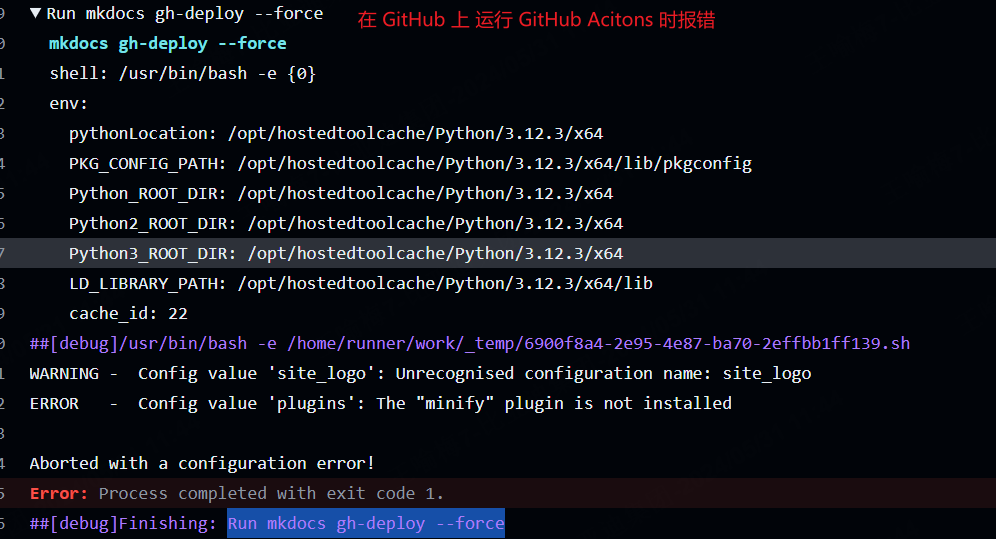 9 ▼Run mkdocs gh-deploy --force 在 GitHub 上 运行 GitHub Acitons 时报错
0 mkdocs gh-deploy --force
1 shell: /usr/bin/bash -e {0}
2 env:
3 pythonLocation: /opt/hostedtoolcache/Python/3.12.3/x64
4 PKG_CONFIG_PATH: /opt/hostedtoolcache/Python/3.12.3/x64/lib/pkgconfig
5 Python_ROOT_DIR: /opt/hostedtoolcache/Python/3.12.3/x64
6 Python2_ROOT_DIR: /opt/hostedtoolcache/Python/3.12.3/x64
7 Python3_ROOT_DIR: /opt/hostedtoolcache/Python/3.12.3/x64
8 LD_LIBRARY_PATH: /opt/hostedtoolcache/Python/3.12.3/x64/lib
9 cache_id: 22
0 ##[debug]/usr/bin/bash -e /home/runner/work/_temp/6900f8a4-2e95-4e87-ba70-2effbb1ff139.sh
1 WARNING - Config value 'site_logo': Unrecognised configuration name: site_logo
2 ERROR - Config value 'plugins': The "minify" plugin is not installed
3
4 Aborted with a configuration error!
5 Error: Process completed with exit code 1.
6 ##[debug]Finishing: Run mkdocs gh-deploy --force